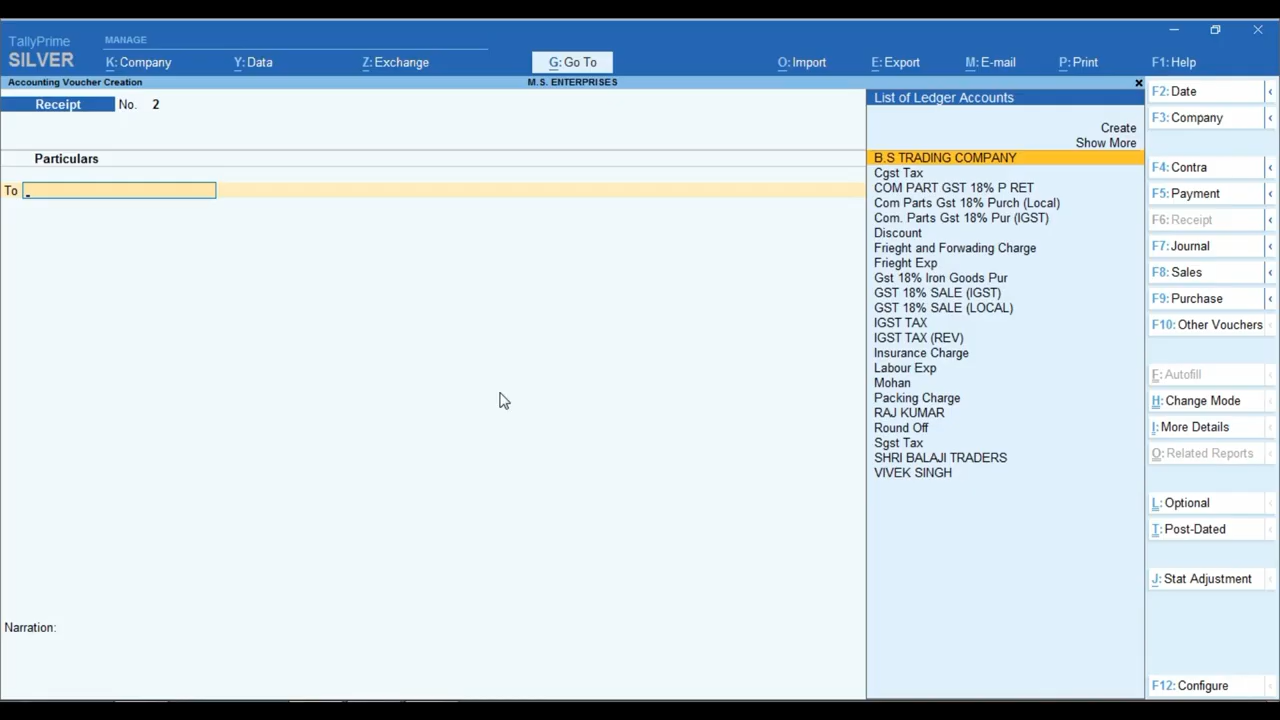 TallyPrime
SILVER
MANAGE
K: Company
Y: Data
Z: Exchange
G: Go To
O: Import
E: Export
M: E-mail
P: Print
F1: Help
Accounting Voucher Creation
M.S. ENTERPRISES
Receipt No. 2
Particulars
To
Narration:
List of Ledger Accounts
Create
Show More
B.S TRADING COMPANY
Cgst Tax
COM PART GST 18% P RET
Com Parts Gst 18% Purch (Local)
Com. Parts Gst 18% Pur (IGST)
Discount
Frieght and Forwading Charge
Frieght Exp
Gst 18% Iron Goods Pur
GST 18% SALE (IGST)
GST 18% SALE (LOCAL)
IGST TAX
IGST TAX (REV)
Insurance Charge
Labour Exp
Mohan
Packing Charge
RAJ KUMAR
Round Off
Sgst Tax
SHRI BALAJI TRADERS
VIVEK SINGH
F2: Date
F3: Company
F4: Contra
F5: Payment
F6: Receipt
F7: Journal
F8: Sales
F9: Purchase
F10: Other Vouchers
F: Autofill
H: Change Mode
I: More Details
O: Related Reports
L: Optional
T: Post-Dated
J: Stat Adjustment
F12: Configure